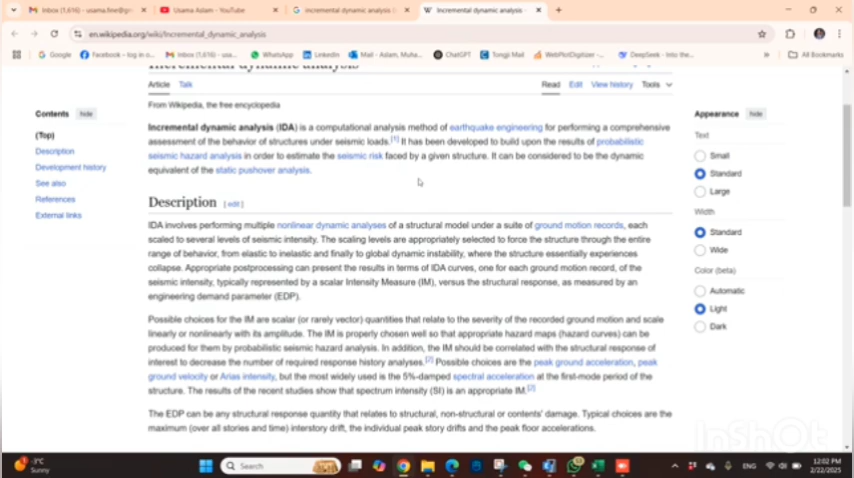 Inbox (1,616) - usama.fine@gm
Usama Adam - YouTube
incremental dynamic analysis (I
Incremental dynamic analysis -
en.wikipedia.org/wiki/Incremental_dynamic_analysis
Google
Facebook – log in o...
Inbox (1,616) - usa...
WhatsApp
LinkedIn
Mail - Adam, Muha...
ChatGPT
Tongji Mail
WebPlotDigitizer -...
DeepSeek - Into the...
All Bookmarks
Incremental dynamic analysis
Article Talk Read Edit View history Tools
From Wikipedia, the free encyclopedia
Contents hide
(Top)
Description
Development history
See also
References
External links
Incremental dynamic analysis (IDA) is a computational analysis method of earthquake engineering for performing a comprehensive
assessment of the behavior of structures under seismic loads.[1] It has been developed to build upon the results of probabilistic
seismic hazard analysis in order to estimate the seismic risk faced by a given structure. It can be considered to be the dynamic
equivalent of the static pushover analysis.
Description [ edit ]
IDA involves performing multiple nonlinear dynamic analyses of a structural model under a suite of ground motion records, each
scaled to several levels of seismic intensity. The scaling levels are appropriately selected to force the structure through the entire
range of behavior, from elastic to inelastic and finally to global dynamic instability, where the structure essentially experiences
collapse. Appropriate postprocessing can present the results in terms of IDA curves, one for each ground motion record, of the
seismic intensity, typically represented by a scalar Intensity Measure (IM), versus the structural response, as measured by an
engineering demand parameter (EDP).
Possible choices for the IM are scalar (or rarely vector) quantities that relate to the severity of the recorded ground motion and scale
linearly or nonlinearly with its amplitude. The IM is properly chosen well so that appropriate hazard maps (hazard curves) can be
produced for them by probabilistic seismic hazard analysis. In addition, the IM should be correlated with the structural response of
interest to decrease the number of required response history analyses.[2] Possible choices are the peak ground acceleration, peak
ground velocity or Arias intensity, but the most widely used is the 5%-damped spectral acceleration at the first-mode period of the
structure. The results of the recent studies show that spectrum intensity (SI) is an appropriate IM.[2]
The EDP can be any structural response quantity that relates to structural, non-structural or contents' damage. Typical choices are the
maximum (over all stories and time) interstory drift, the individual peak story drifts and the peak floor accelerations.
Appearance hide
Text
Small
Standard
Large
Width
Standard
Wide
Color (beta)
Automatic
Light
Dark
InShOt
-3°C
Sunny
Search
ENG
12:02 PM
2/22/2025